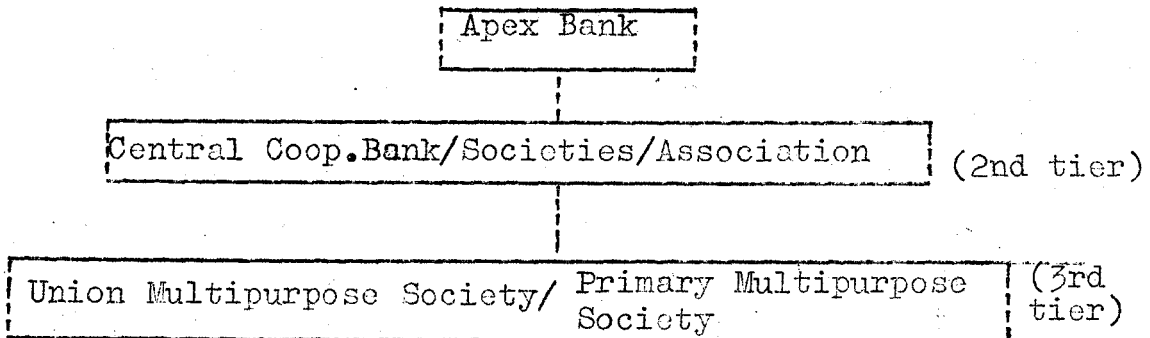 Apex Bank
Central Coop.Bank/Societies/Association (2nd tier)
Union Multipurpose Society/ Primary Multipurpose Society (3rd tier)